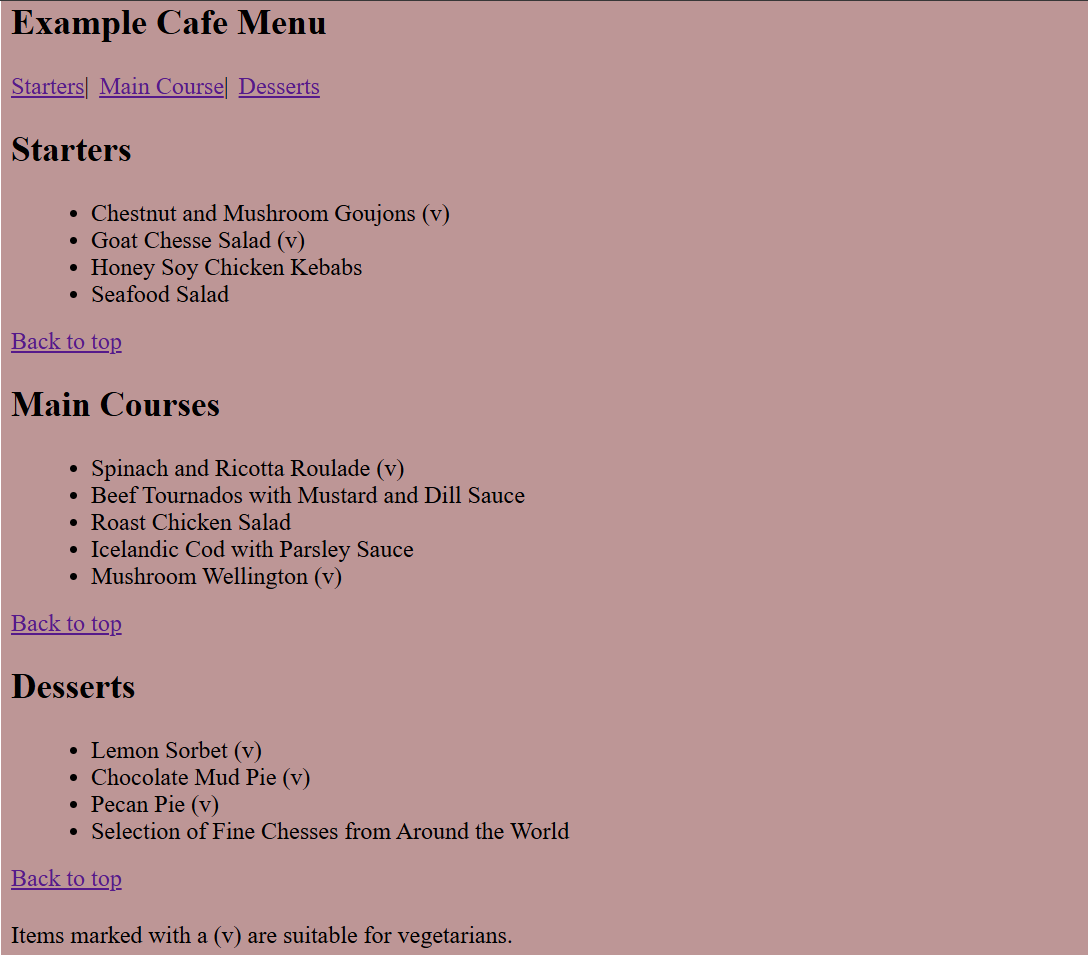 Example Cafe Menu
Starters| Main Course| Desserts
Starters
• Chestnut and Mushroom Goujons (v)
• Goat Chesse Salad (v)
• Honey Soy Chicken Kebabs
• Seafood Salad
Back to top
Main Courses
• Spinach and Ricotta Roulade (v)
• Beef Tournados with Mustard and Dill Sauce
• Roast Chicken Salad
• Icelandic Cod with Parsley Sauce
• Mushroom Wellington (v)
Back to top
Desserts
• Lemon Sorbet (v)
• Chocolate Mud Pie (v)
• Pecan Pie (v)
• Selection of Fine Chesses from Around the World
Back to top
Items marked with a (v) are suitable for vegetarians.